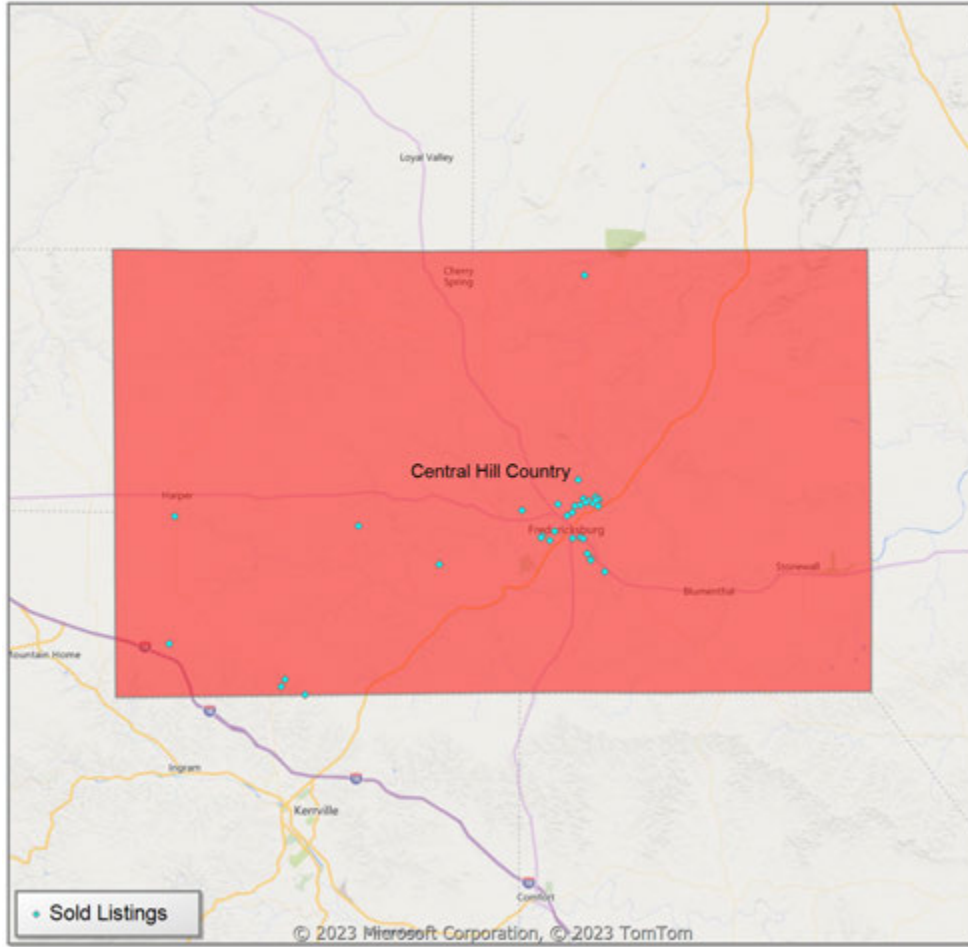 Loyal Valley
Cherry
Spring
Central Hill Country
Harper
Fredericksburg
Stonewall
Blumenthal
Mountain Home
Ingram
Kerrville
Comfort
Sold Listings
© 2023 Microsoft Corporation, © 2023 TomTom